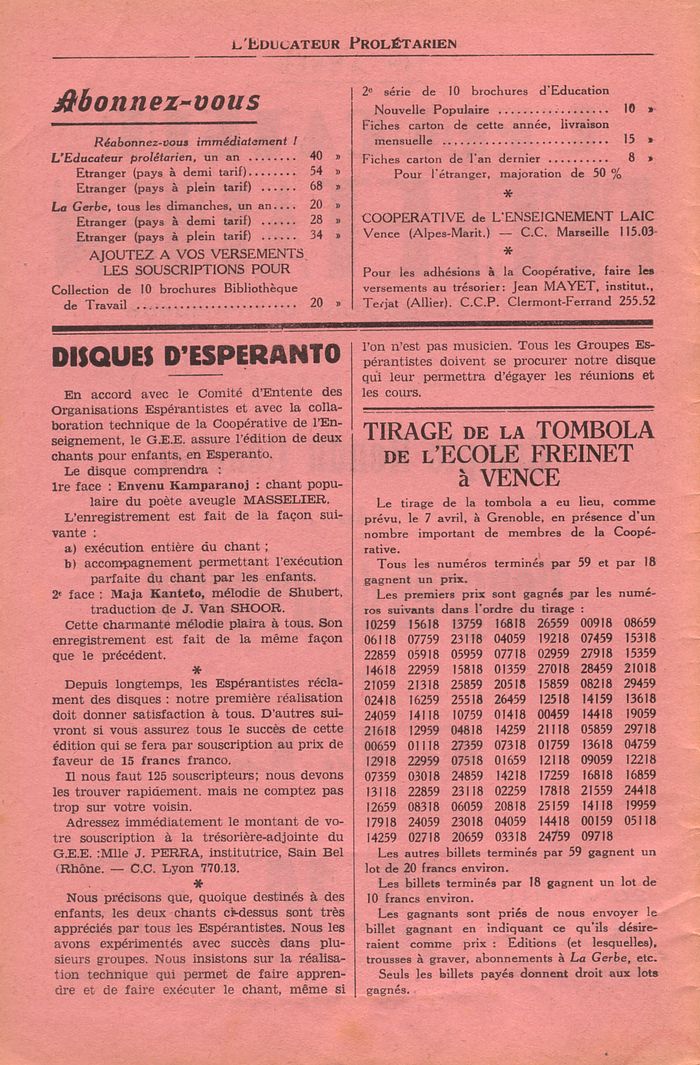 L'EDUCATEUR PROLÉTARIEN
Abonnez-vous
Réabonnez-vous immédiatement !
L'Educateur prolétarien, un an ........ 40 »
Etranger (pays à demi tarif)........ 54 »
Etranger (pays à plein tarif) ...... 68 »
La Gerbe, tous les dimanches, un an.... 20 »
Etranger (pays à demi tarif) ...... 28 »
Etranger (pays à plein tarif) ...... 34 »
AJOUTEZ A VOS VERSEMENTS
LES SOUSCRIPTIONS POUR
Collection de 10 brochures Bibliothèque
de Travail ........................... 20 »
2e série de 10 brochures d'Education
Nouvelle Populaire .................. 10 »
Fiches carton de cette année, livraison
mensuelle ........................... 15 »
Fiches carton de l'an dernier .......... 8 »
Pour l'étranger, majoration de 50 %
*
COOPERATIVE de L'ENSEIGNEMENT LAIC
Vence (Alpes-Marit.) — C.C. Marseille 115.03
*
Pour les adhésions à la Coopérative, faire les
versements au trésorier: Jean MAYET, institut.,
Terjat (Allier). C.C.P. Clermont-Ferrand 255.52
DISQUES D'ESPERANTO
En accord avec le Comité d'Entente des
Organisations Espérantistes et avec la colla-
boration technique de la Coopérative de l'En-
seignement, le G.E.E. assure l'édition de deux
chants pour enfants, en Esperanto.
Le disque comprendra :
1re face : Envenu Kamparanoj : chant popu-
laire du poète aveugle MASSELIER.
L'enregistrement est fait de la façon sui-
vante :
a) exécution entière du chant ;
b) accompagnement permettant l'exécution
parfaite du chant par les enfants.
2e face : Maja Kanteto, mélodie de Shubert,
traduction de J. Van SHOOR.
Cette charmante mélodie plaira à tous. Son
enregistrement est fait de la même façon
que le précédent.
*
Depuis longtemps, les Espérantistes récla-
ment des disques : notre première réalisation
doit donner satisfaction à tous. D'autres sui-
vront si vous assurez tous le succès de cette
édition qui se fera par souscription au prix de
faveur de 15 francs franco.
Il nous faut 125 souscripteurs; nous devons
les trouver rapidement. mais ne comptez pas
trop sur votre voisin.
Adressez immédiatement le montant de vo-
tre souscription à la trésorière-adjointe du
G.E.E. :Mlle J. PERRA, institutrice, Sain Bel
(Rhône. — C.C. Lyon 770.13.
*
Nous précisons que, quoique destinés à des
enfants, les deux chants ci-dessus sont très
appréciés par tous les Espérantistes. Nous les
avons expérimentés avec succès dans plu-
sieurs groupes. Nous insistons sur la réalisa-
tion technique qui permet de faire appren-
dre et de faire exécuter le chant, même si
l'on n'est pas musicien. Tous les Groupes Es-
pérantistes doivent se procurer notre disque
qui leur permettra d'égayer les réunions et
les cours.
TIRAGE DE LA TOMBOLA
DE L'ECOLE FREINET
à VENCE
Le tirage de la tombola a eu lieu, comme
prévu, le 7 avril, à Grenoble, en présence d'un
nombre important de membres de la Coopé-
rative.
Tous les numéros terminés par 59 et par 18
gagnent un prix.
Les premiers prix sont gagnés par les numé-
ros suivants dans l'ordre du tirage :
10259 15618 13759 16818 26559 00918 08659
06118 07759 23118 04059 19218 07459 15318
22859 05918 05959 07718 02959 27918 15359
14618 22959 15818 01359 27018 28459 21018
21059 21318 25859 20518 15859 08218 29459
02418 16259 25518 26459 12518 14159 13618
24059 14118 10759 01418 00459 14418 19059
21618 12959 04818 14259 21118 05859 29718
00659 01118 27359 07318 01759 13618 04759
12918 22959 07518 01659 12118 09059 12218
07359 03018 24859 14218 17259 16818 16859
13118 22859 23118 02259 17818 21559 24418
12659 08318 06059 20818 25159 14118 19959
17918 24059 23018 04059 14418 00159 05118
14259 02718 20659 03318 24759 09718
Les autres billets terminés par 59 gagnent un
lot de 20 francs environ.
Les billets terminés par 18 gagnent un lot de
10 francs environ.
Les gagnants sont priés de nous envoyer le
billet gagnant en indiquant ce qu'ils désire-
raient comme prix : Editions (et lesquelles),
trousses à graver, abonnements à La Gerbe, etc.
Seuls les billets payés donnent droit aux lots
gagnés.